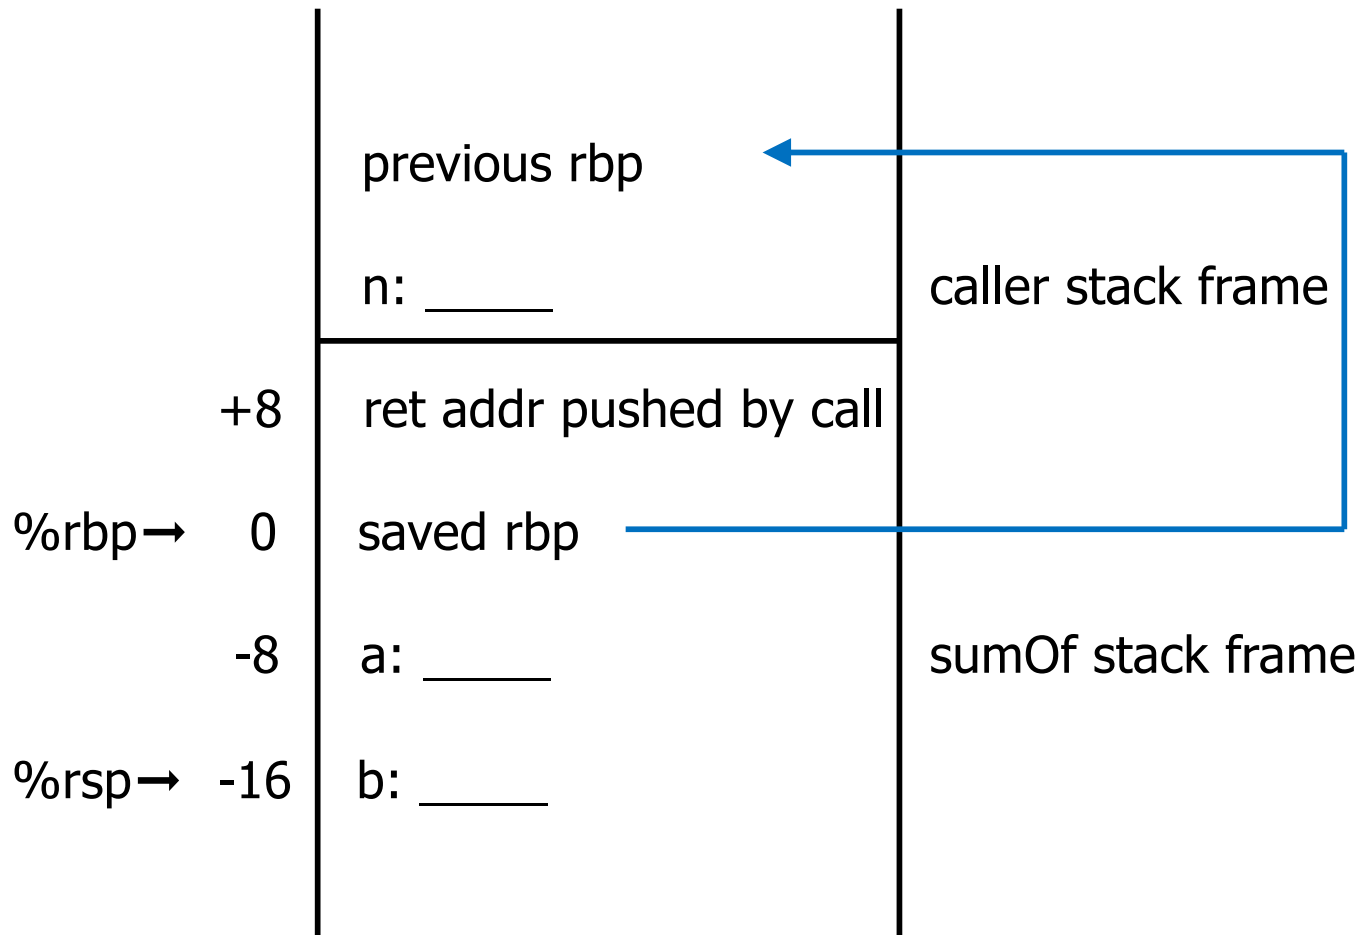 previous rbp
n: _____ caller stack frame
+8 ret addr pushed by call
%rbp→ 0 saved rbp
-8 a: _____ sumOf stack frame
%rsp→ -16 b: _____